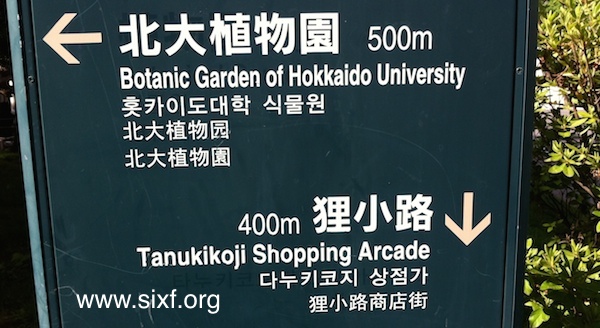 北大植物園 500m
Botanic Garden of Hokkaido University
홋카이도대학 식물원
北大植物园
北大植物園
400m 狸小路
Tanukikoji Shopping Arcade
다누키코지 상점가
狸小路商店街
www.sixf.org